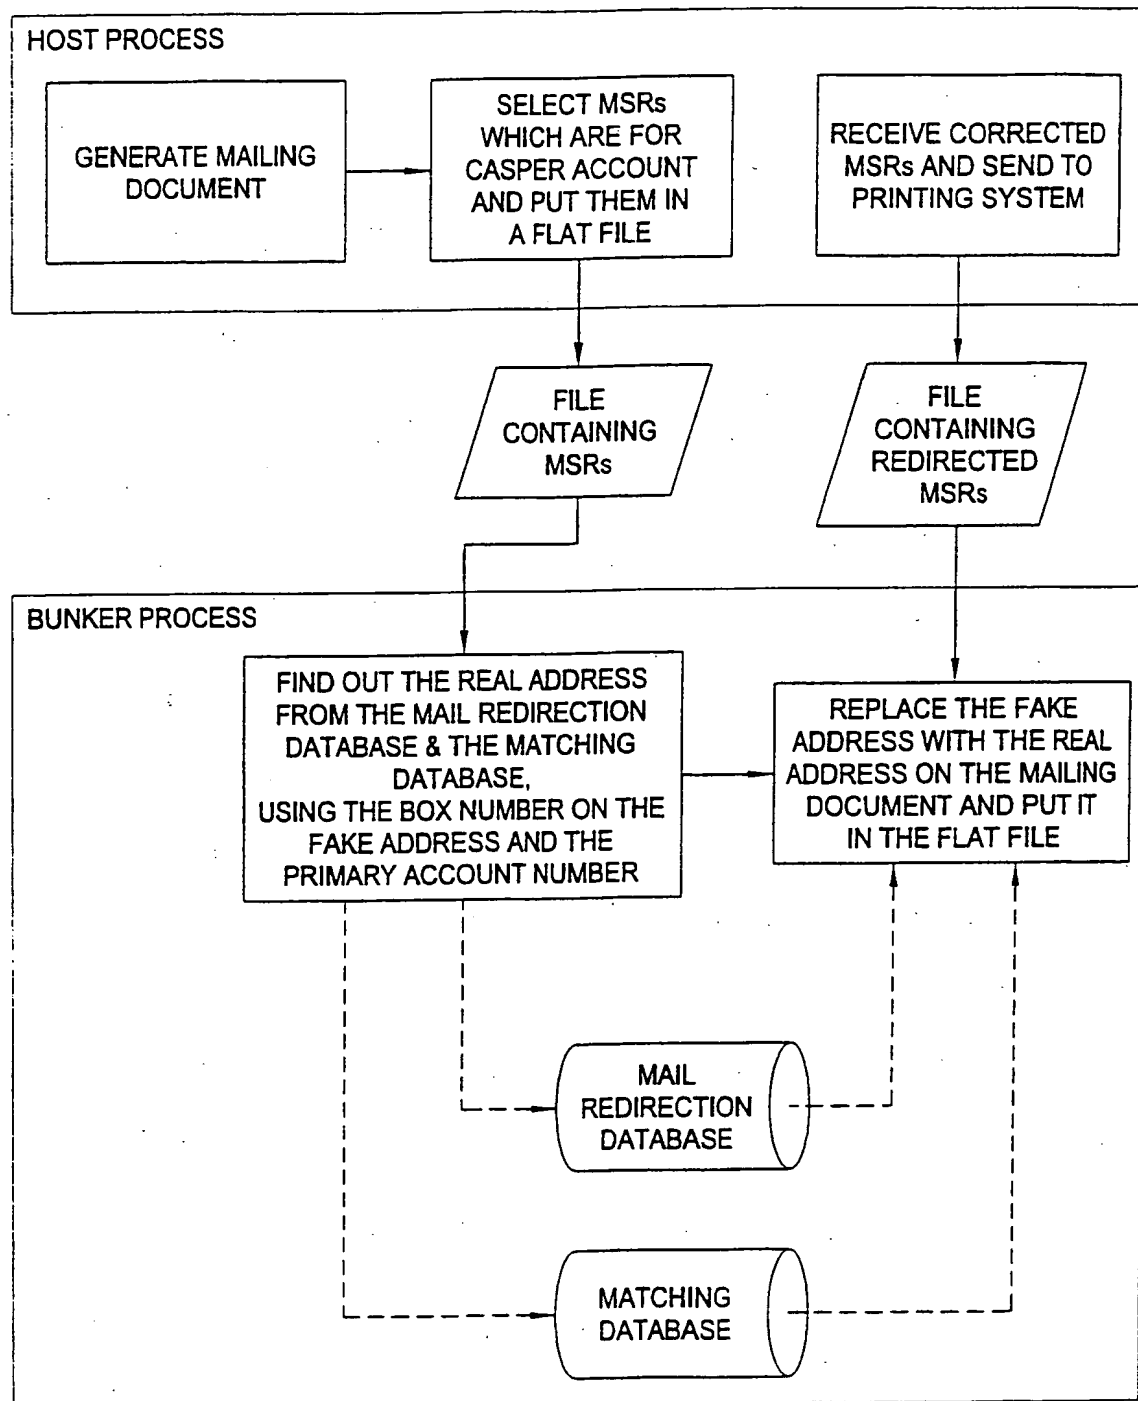 HOST PROCESS
GENERATE MAILING
DOCUMENT
SELECT MSRs
WHICH ARE FOR
CASPER ACCOUNT
AND PUT THEM IN
A FLAT FILE
RECEIVE CORRECTED
MSRs AND SEND TO
PRINTING SYSTEM
FILE
CONTAINING
MSRs
FILE
CONTAINING
REDIRECTED
MSRs
BUNKER PROCESS
FIND OUT THE REAL ADDRESS
FROM THE MAIL REDIRECTION
DATABASE & THE MATCHING
DATABASE,
USING THE BOX NUMBER ON THE
FAKE ADDRESS AND THE
PRIMARY ACCOUNT NUMBER
REPLACE THE FAKE
ADDRESS WITH THE REAL
ADDRESS ON THE MAILING
DOCUMENT AND PUT IT
IN THE FLAT FILE
MAIL
REDIRECTION
DATABASE
MATCHING
DATABASE